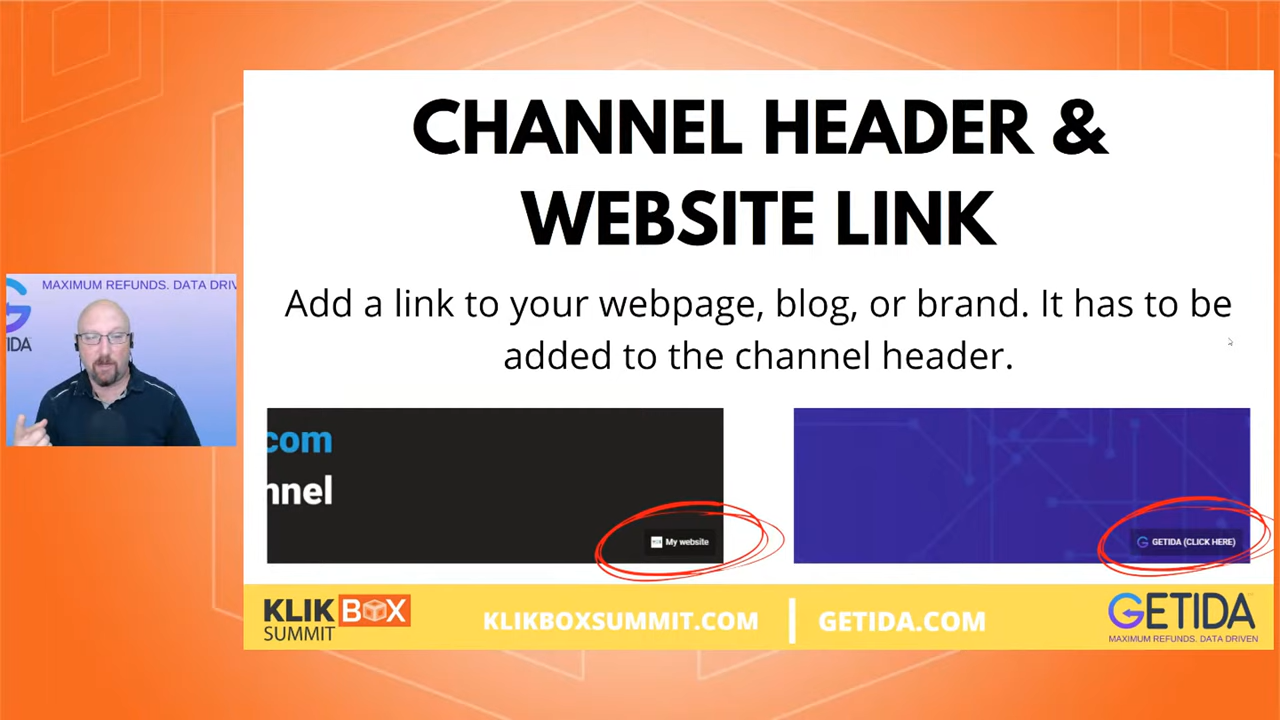 CHANNEL HEADER &
WEBSITE LINK
Add a link to your webpage, blog, or brand. It has to be
added to the channel header.
MAXIMUM REFUNDS. DATA DRIV
IDA
com
nnel
My website
GETIDA (CLICK HERE)
KLIKBOX
SUMMIT
KLIKBOXSUMMIT.COM | GETIDA.COM
GETIDA
MAXIMUM REFUNDS. DATA DRIVEN